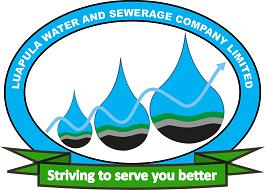 LUAPULA WATER AND SEWERAGE COMPANY LIMITED
Striving to serve you better